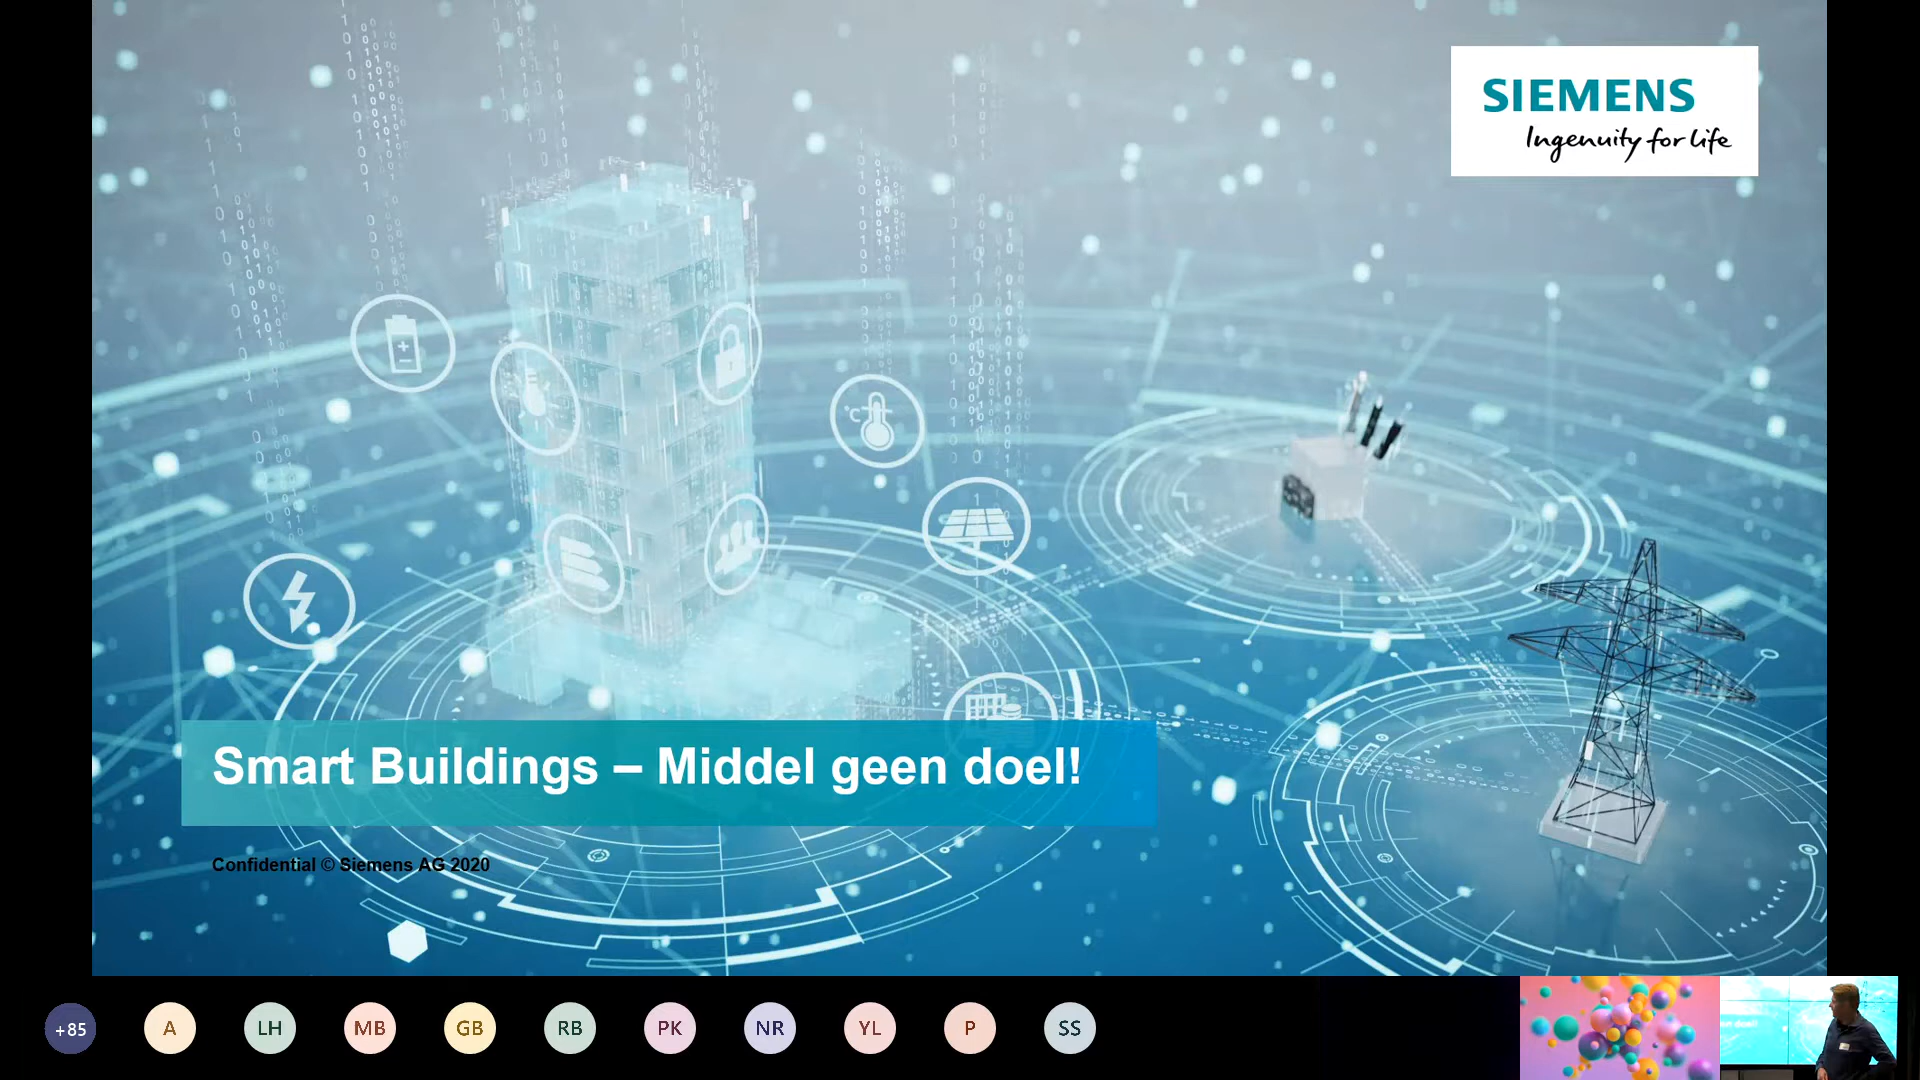 SIEMENS
Ingenuity for life
°C
Smart Buildings – Middel geen doel!
Confidential © Siemens AG 2020
+85
A
LH
MB
GB
RB
PK
NR
YL
P
SS